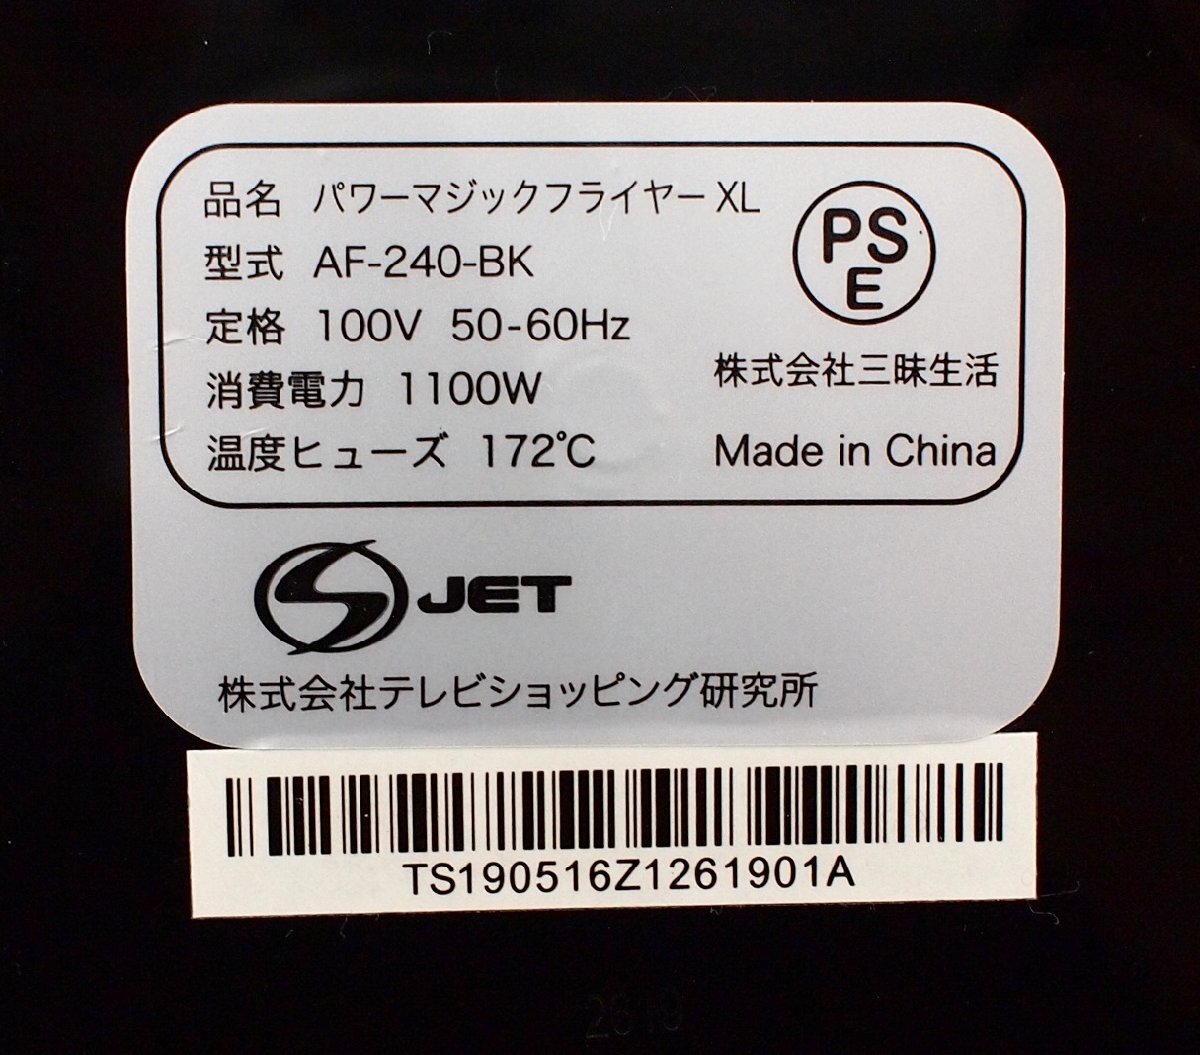 品名 パワーマジックフライヤー XL
型式 AF-240-BK
定格 100V 50-60Hz
消費電力 1100W
温度ヒューズ 172℃
PS
E
株式会社三昧生活
Made in China
JET
株式会社テレビショッピング研究所
TS190516Z1261901A